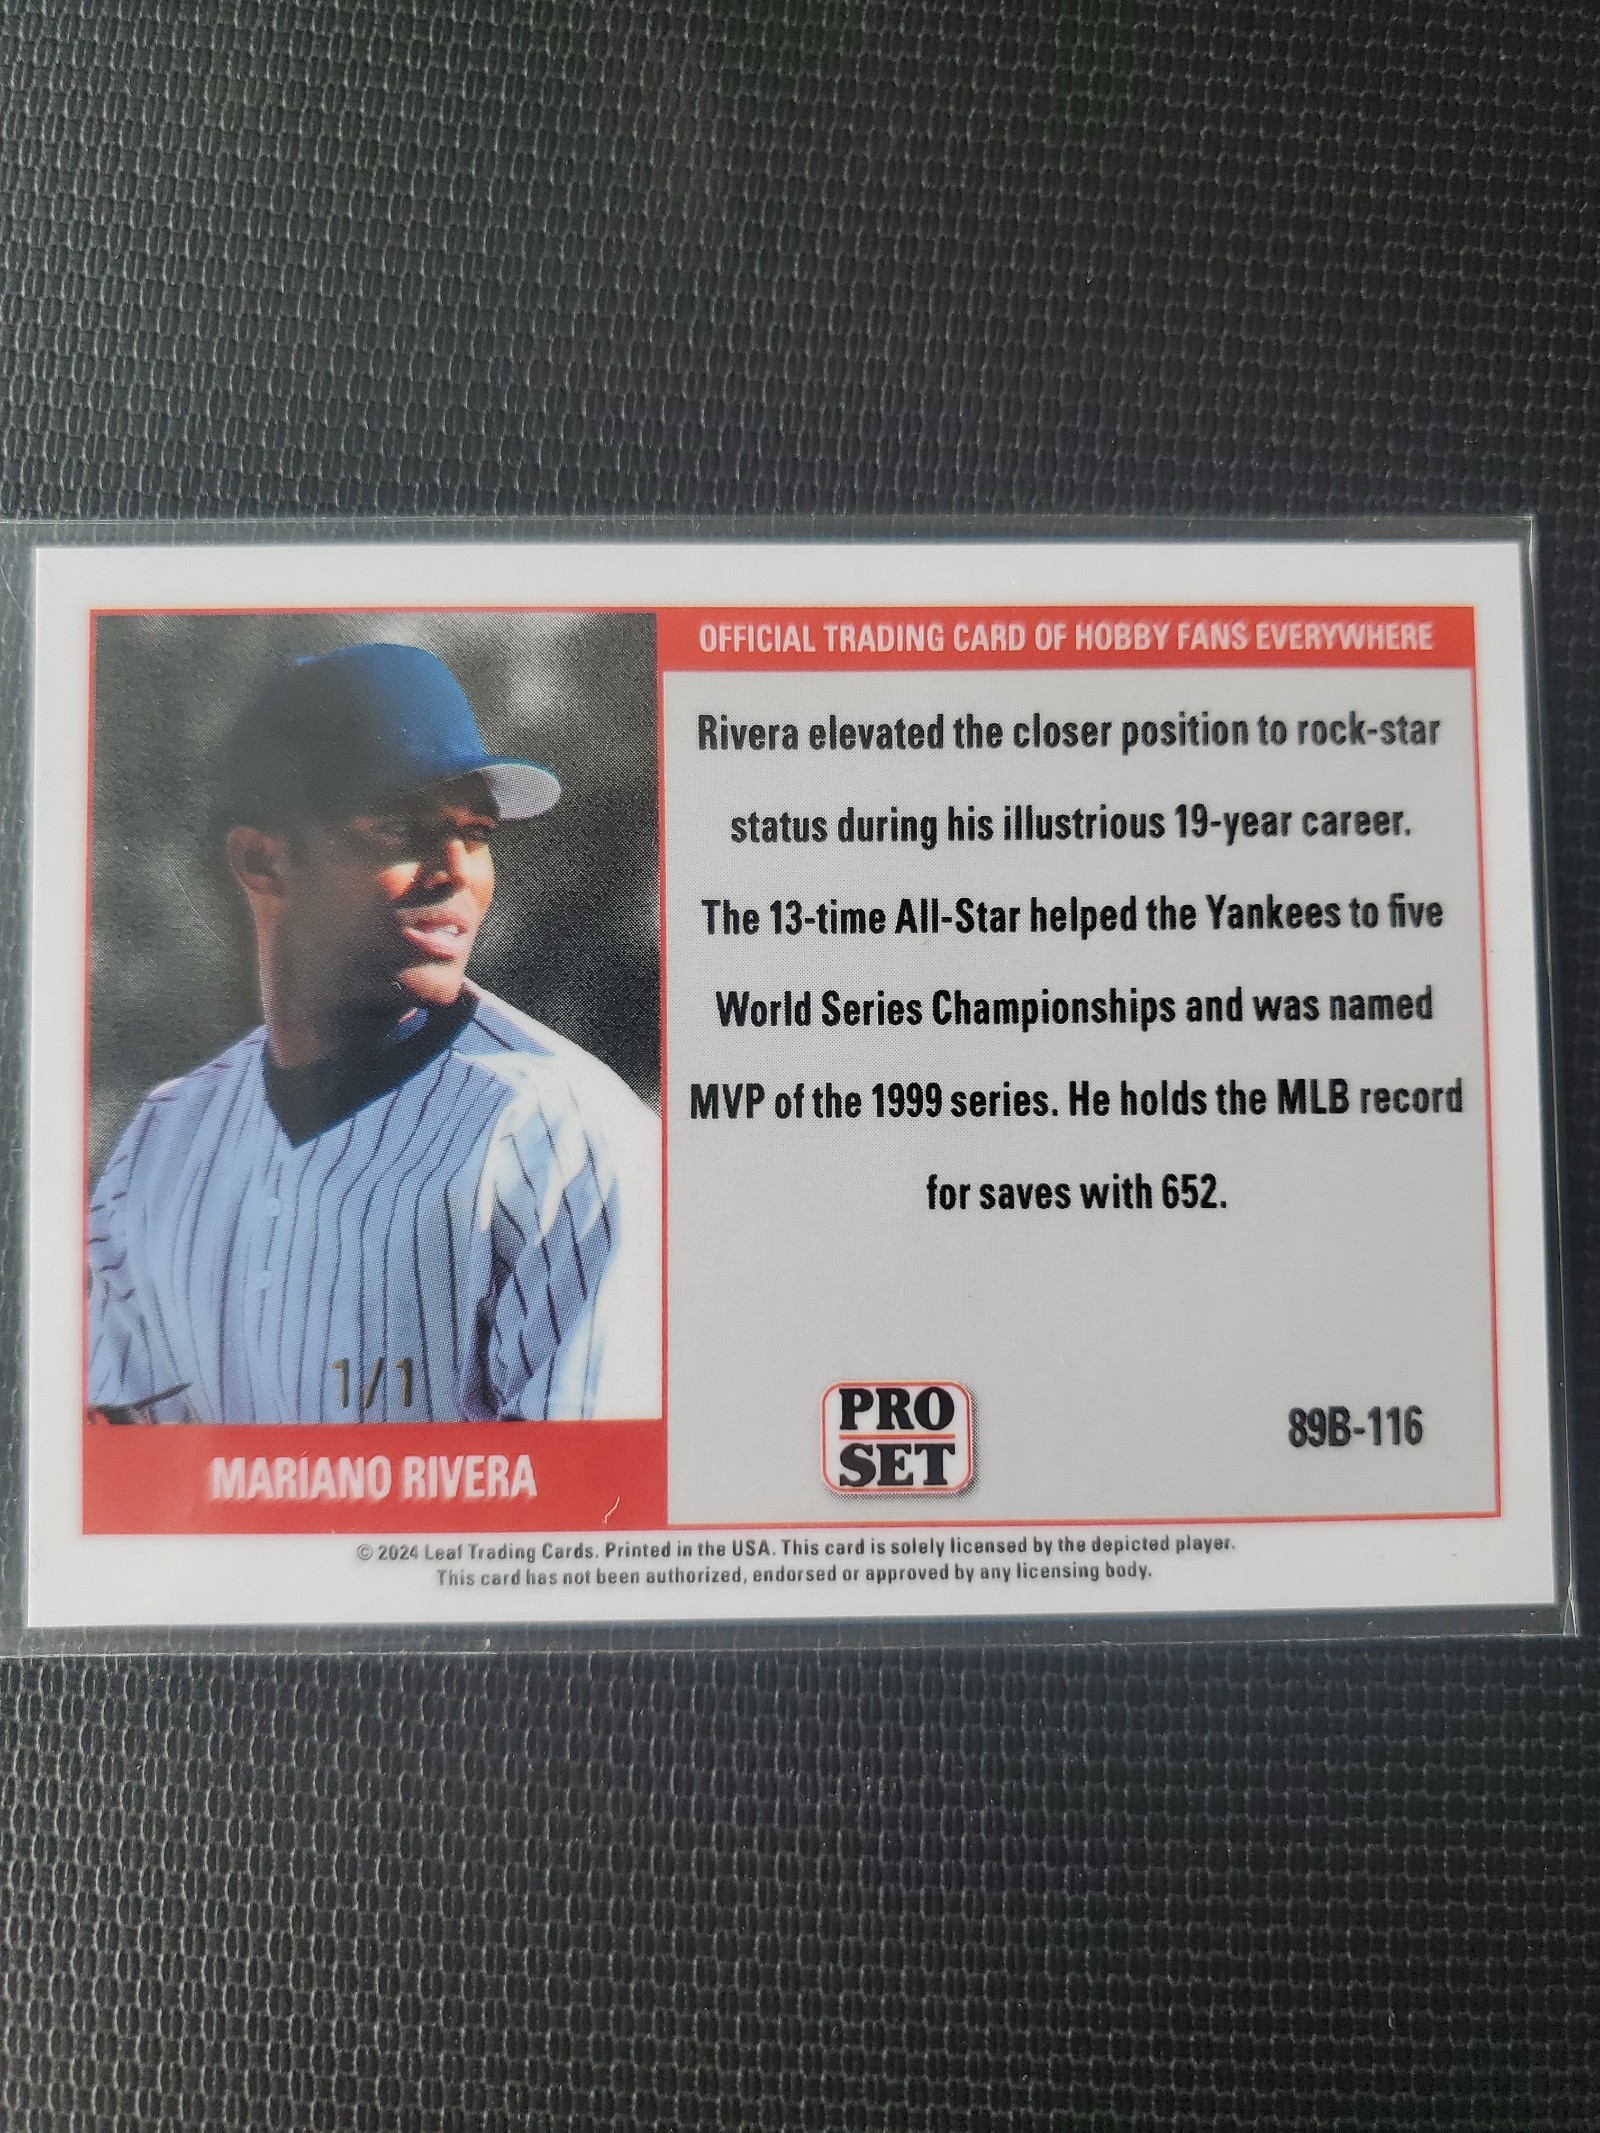 OFFICIAL TRADING CARD OF HOBBY FANS EVERYWHERE
Rivera elevated the closer position to rock-star
status during his illustrious 19-year career.
The 13-time All-Star helped the Yankees to five
World Series Championships and was named
MVP of the 1999 series. He holds the MLB record
for saves with 652.
1/1
MARIANO RIVERA
PRO
SET
89B-116
© 2024 Leaf Trading Cards. Printed in the USA. This card is solely licensed by the depicted player.
This card has not been authorized, endorsed or approved by any licensing body.